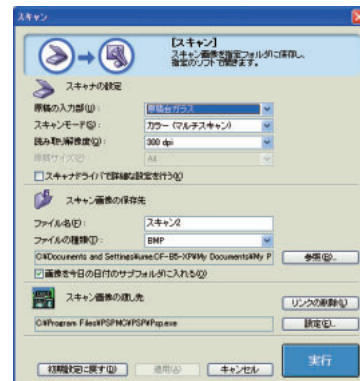 スキャン
[スキャン]
スキャン画像を指定フォルダに保存し、
指定のソフトで開きます。
スキャナの設定
原稿の入力部(U):
原稿台ガラス
スキャンモード(S):
カラー (マルチスキャン)
読み取り解像度(O):
300 dpi
原稿サイズ(Z):
A4
スキャナドライバで詳細な設定を行う(X)
スキャン画像の保存先
ファイル名(F):
スキャン2
ファイルの種類(T):
BMP
C:¥Documents and Settings¥ume.CF-B5-XP¥My Documents¥My P
参照(B)...
画像を今日の日付のサブフォルダに入れる(D)
スキャン画像の渡し先
リンクの解除(L)
C:¥Program Files¥PSPMC¥PSP¥Psp.exe
設定(E)...
初期設定に戻す(D)
適用(A)
キャンセル
実行